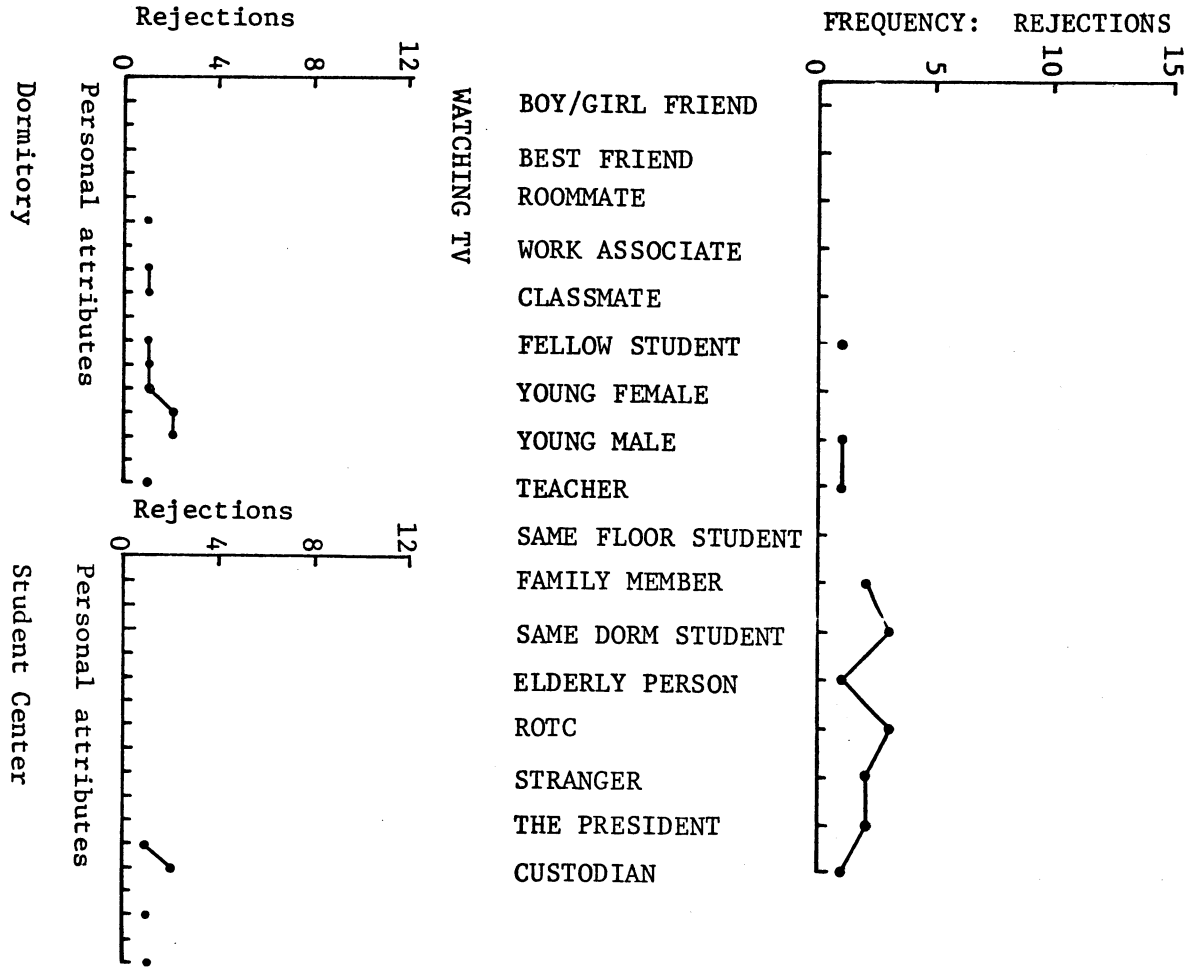 Rejections
0 4 8 12
Personal attributes
Dormitory
Rejections
0 4 8 12
Personal attributes
Student Center
WATCHING TV
FREQUENCY: REJECTIONS
0 5 10 15
BOY/GIRL FRIEND
BEST FRIEND
ROOMMATE
WORK ASSOCIATE
CLASSMATE
FELLOW STUDENT
YOUNG FEMALE
YOUNG MALE
TEACHER
SAME FLOOR STUDENT
FAMILY MEMBER
SAME DORM STUDENT
ELDERLY PERSON
ROTC
STRANGER
THE PRESIDENT
CUSTODIAN